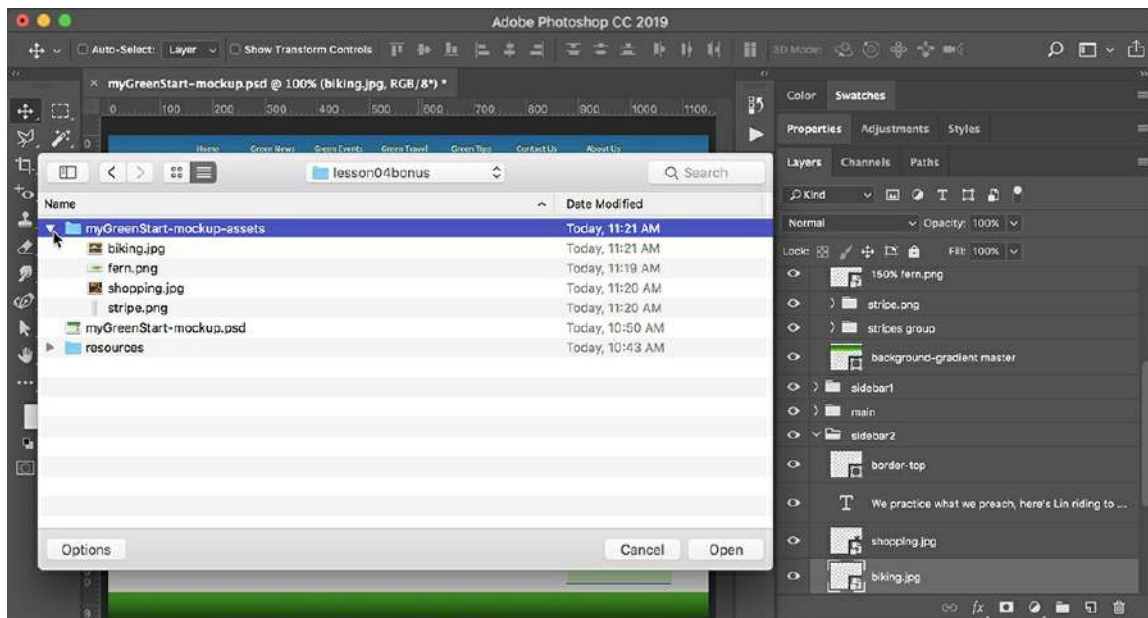 Adobe Photoshop CC 2019
Auto-Select: Layer Show Transform Controls 3D Mode:
× myGreenStart-mockup.psd @ 100% (biking.jpg, RGB/8*) *
0 100 200 300 400 500 600 700 800 900 1000 1100
Home Green News Green Events Green Travel Green Tips Contact Us About Us
lesson04bonus
Search
Name Date Modified
myGreenStart-mockup-assets Today, 11:21 AM
biking.jpg Today, 11:21 AM
fern.png Today, 11:19 AM
shopping.jpg Today, 11:20 AM
stripe.png Today, 11:20 AM
myGreenStart-mockup.psd Today, 10:50 AM
resources Today, 10:43 AM
Options Cancel Open
Color Swatches
Properties Adjustments Styles
Layers Channels Paths
Kind
Normal Opacity: 100%
Lock: Fill: 100%
150% fern.png
stripe.png
stripes group
background-gradient master
sidebar1
main
sidebar2
border-top
T We practice what we preach, here's Lin riding to ...
shopping.jpg
biking.jpg
fx